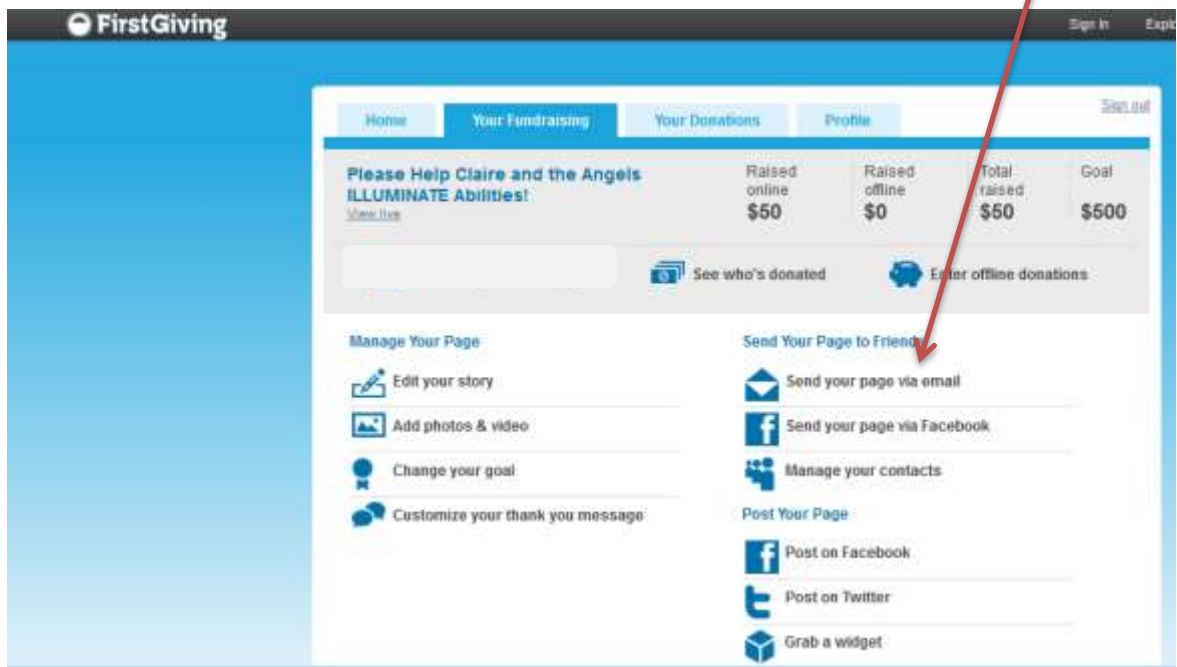 FirstGiving
Sign In Explo
Sign out
Home Your Fundraising Your Donations Profile
Please Help Claire and the Angels
ILLUMINATE Abilities!
View live
Raised online $50
Raised offline $0
Total raised $50
Goal $500
See who's donated
Enter offline donations
Manage Your Page
Edit your story
Add photos & video
Change your goal
Customize your thank you message
Send Your Page to Friends
Send your page via email
Send your page via Facebook
Manage your contacts
Post Your Page
Post on Facebook
Post on Twitter
Grab a widget